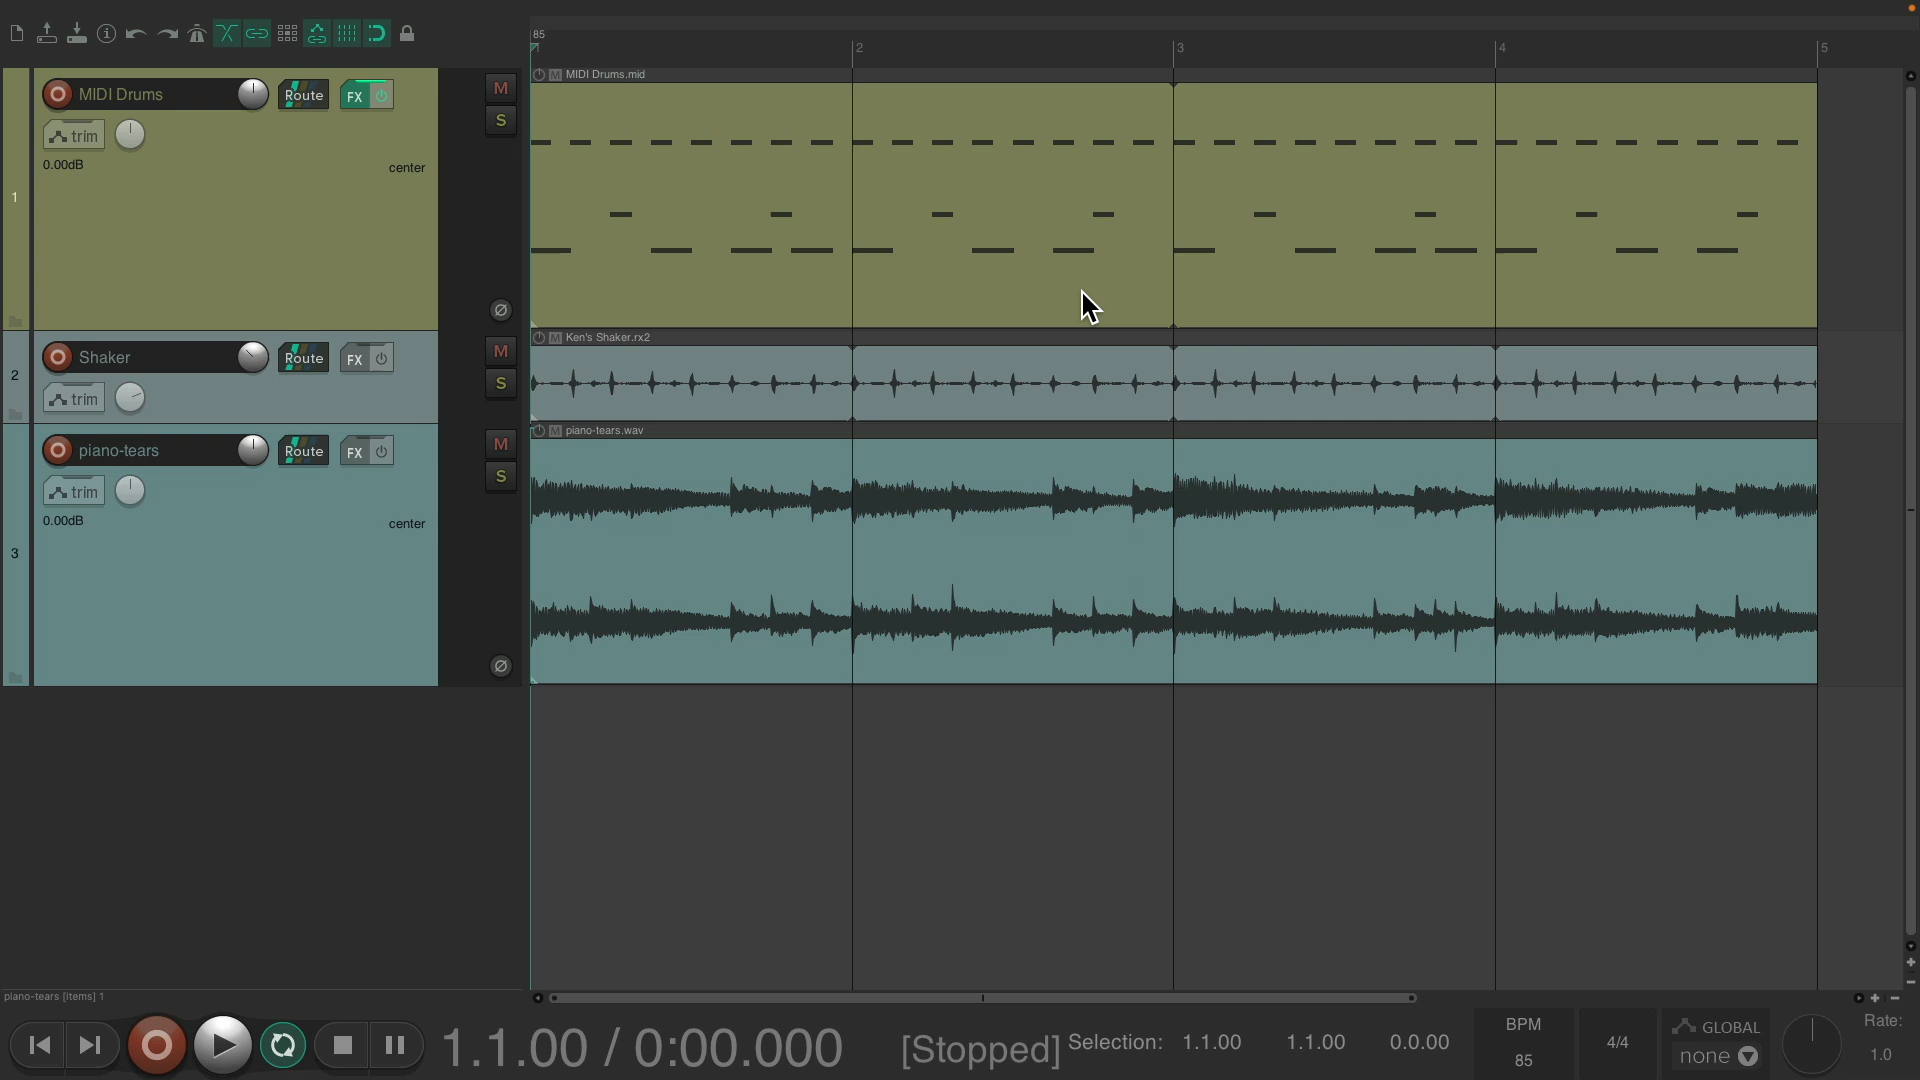 85
1 2 3 4 5
M MIDI Drums.mid
1 MIDI Drums Route FX M
trim S
0.00dB center
M Ken's Shaker.rx2
2 Shaker Route FX M
trim S
M piano-tears.wav
3 piano-tears Route FX M
trim S
0.00dB center
piano-tears [Items] 1
1.1.00 / 0:00.000 [Stopped] Selection: 1.1.00 1.1.00 0.0.00
BPM
85
4/4
GLOBAL
none
Rate:
1.0